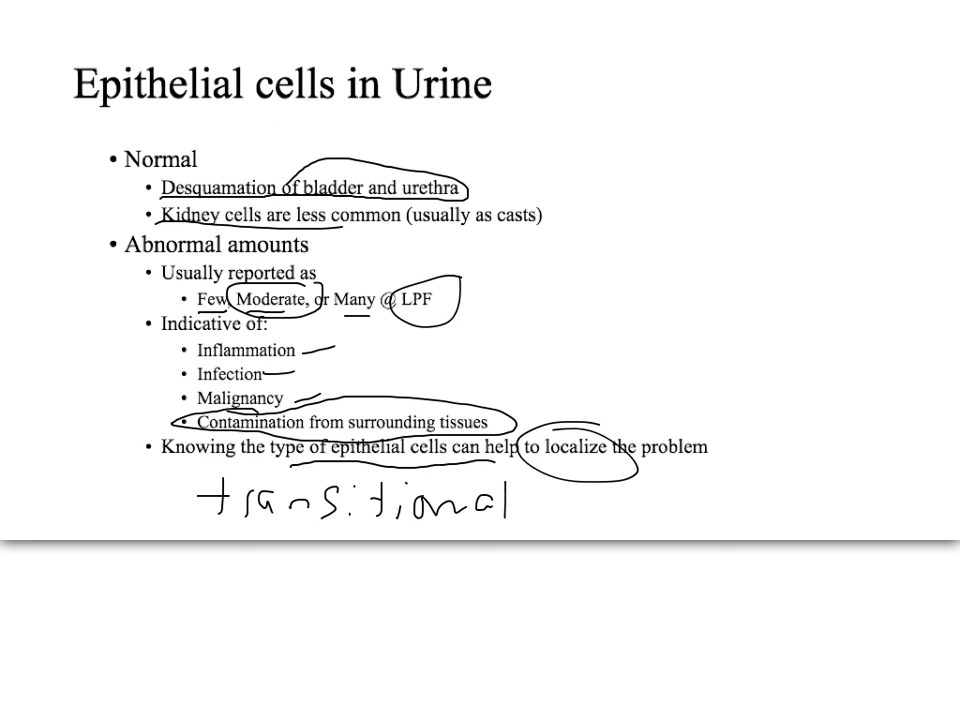 Epithelial cells in Urine
• Normal
• Desquamation of bladder and urethra
• Kidney cells are less common (usually as casts)
• Abnormal amounts
• Usually reported as
• Few, Moderate, or Many @ LPF
• Indicative of:
• Inflammation
• Infection
• Malignancy
• Contamination from surrounding tissues
• Knowing the type of epithelial cells can help to localize the problem
transitional